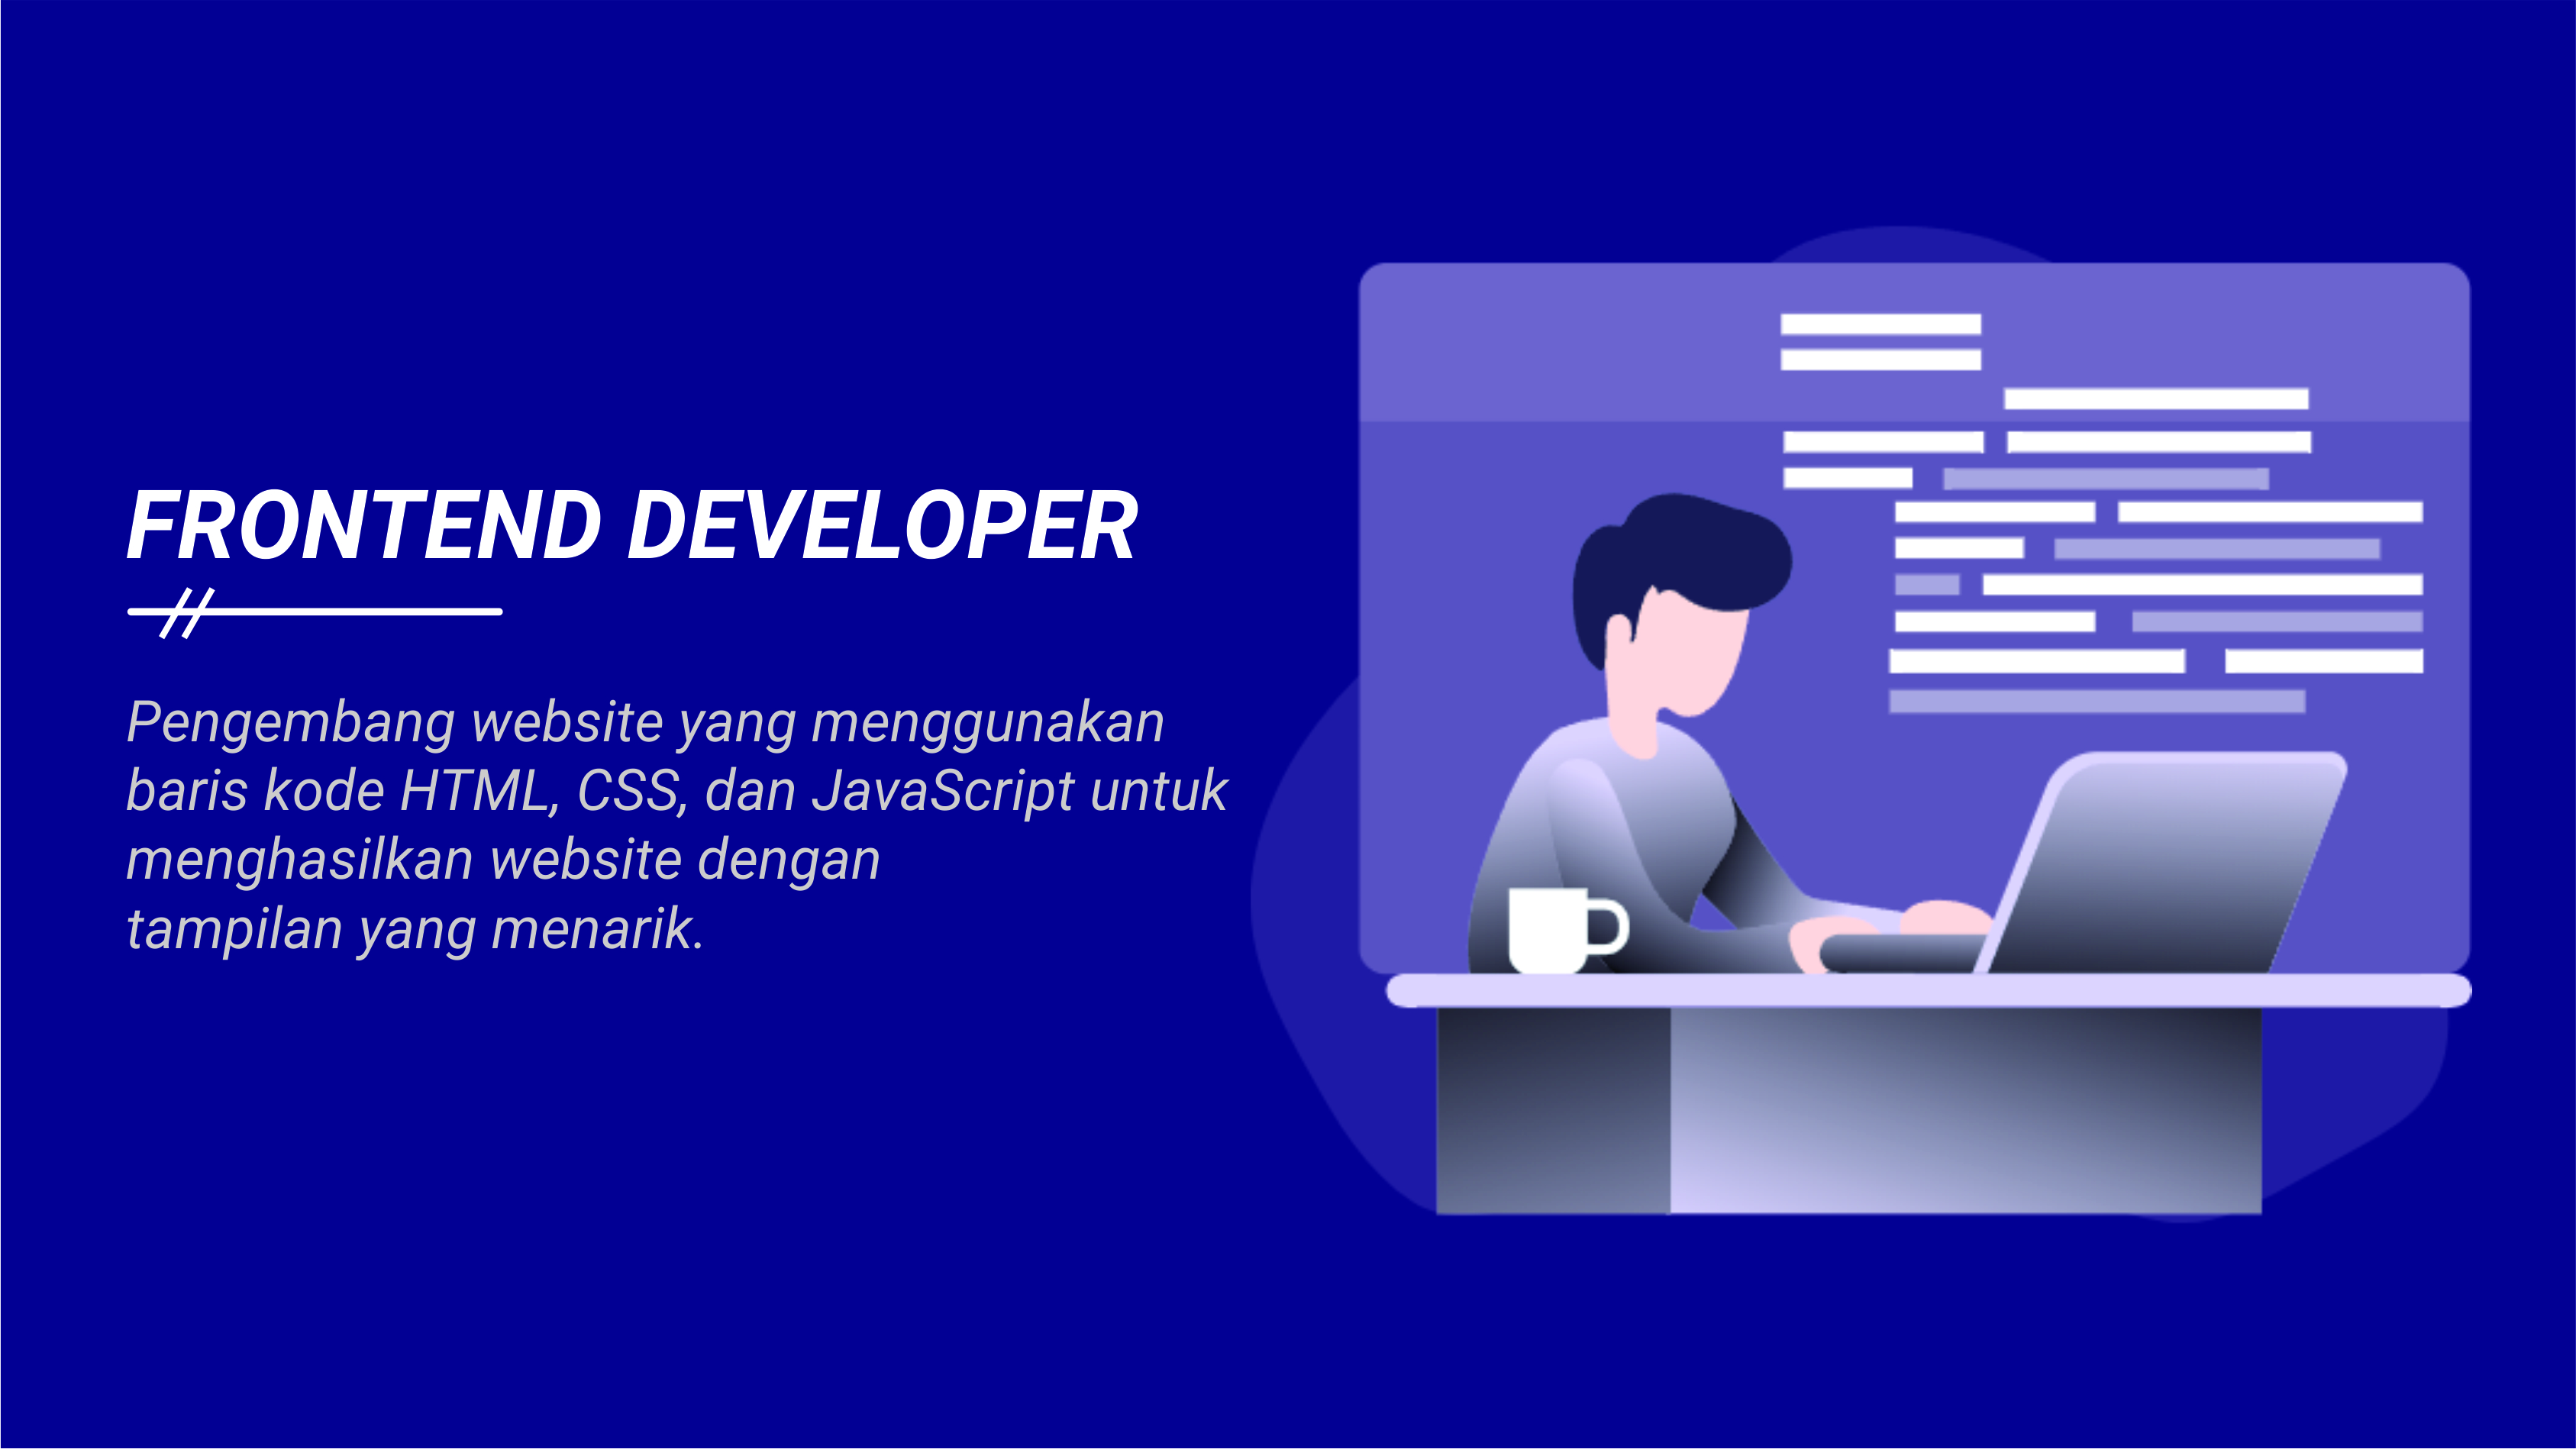 FRONTEND DEVELOPER
Pengembang website yang menggunakan
baris kode HTML, CSS, dan JavaScript untuk
menghasilkan website dengan
tampilan yang menarik.